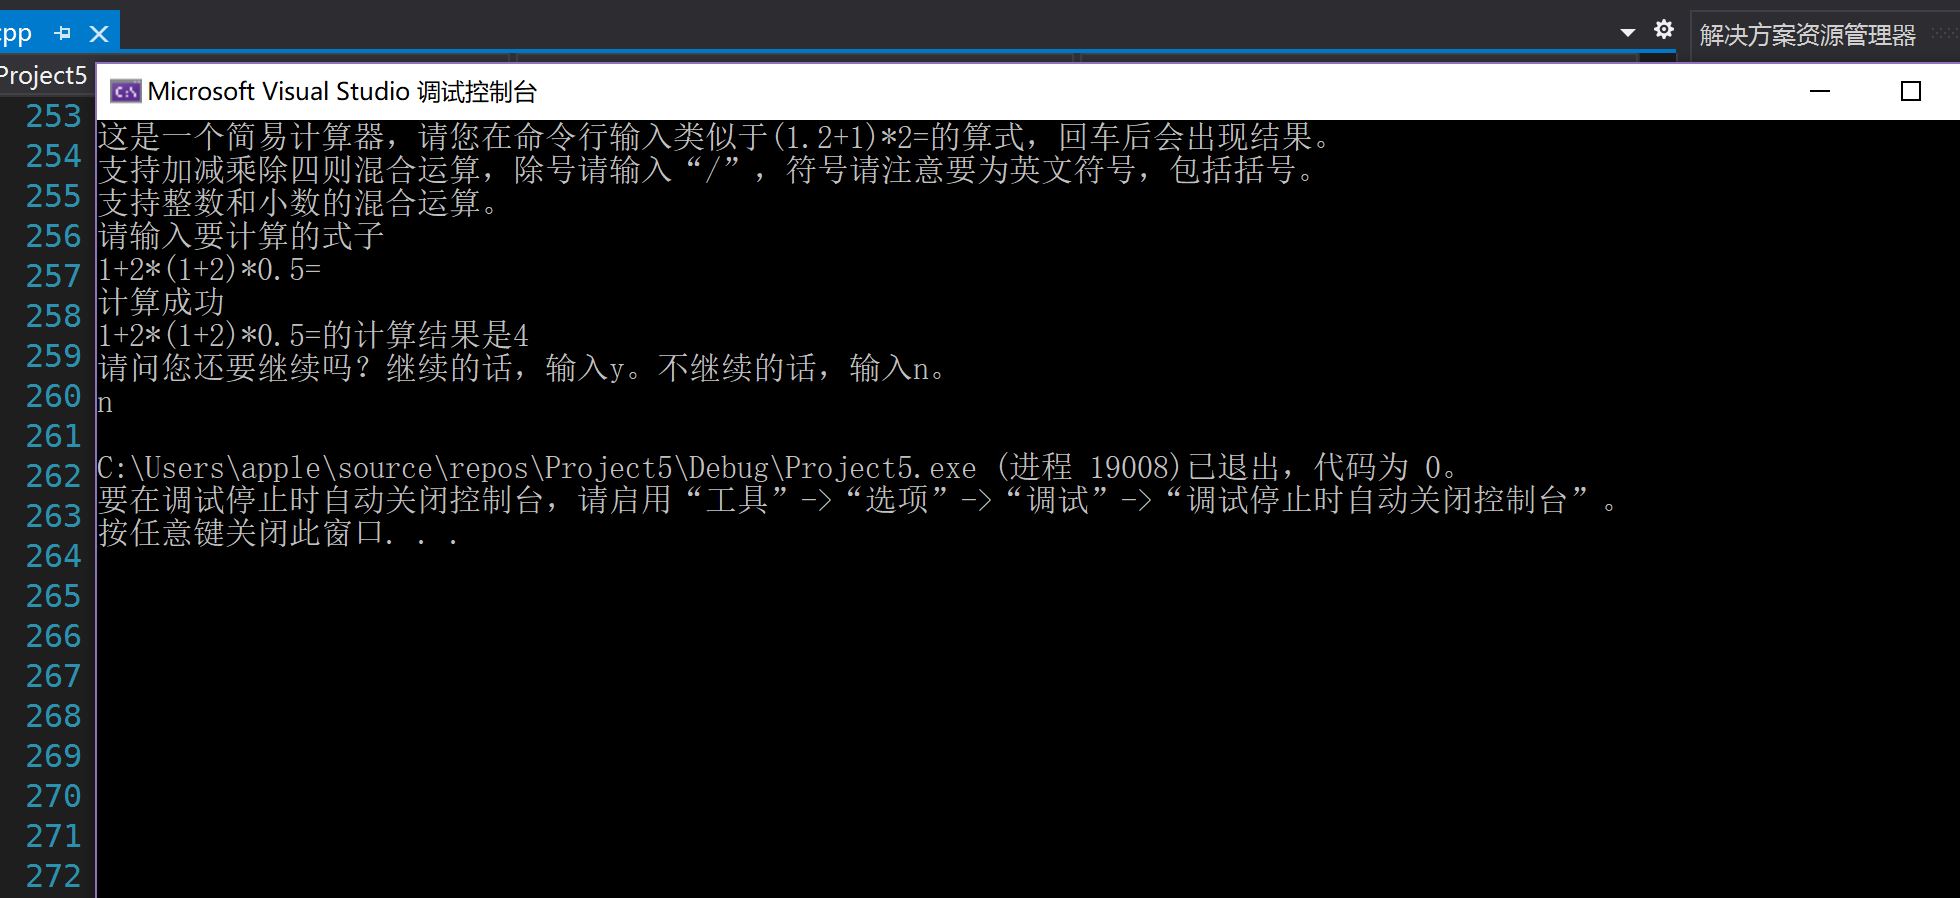 cpp
解决方案资源管理器
Project5
Microsoft Visual Studio 调试控制台
253
254
255
256
257
258
259
260
261
262
263
264
265
266
267
268
269
270
271
272
这是一个简易计算器，请您在命令行输入类似于(1.2+1)*2=的算式，回车后会出现结果。
支持加减乘除四则混合运算，除号请输入“/”，符号请注意要为英文符号，包括括号。
支持整数和小数的混合运算。
请输入要计算的式子
1+2*(1+2)*0.5=
计算成功
1+2*(1+2)*0.5=的计算结果是4
请问您还要继续吗？继续的话，输入y。不继续的话，输入n。
n
C:\Users\apple\source\repos\Project5\Debug\Project5.exe (进程 19008)已退出，代码为 0。
要在调试停止时自动关闭控制台，请启用“工具”->“选项”->“调试”->“调试停止时自动关闭控制台”。
按任意键关闭此窗口. . .